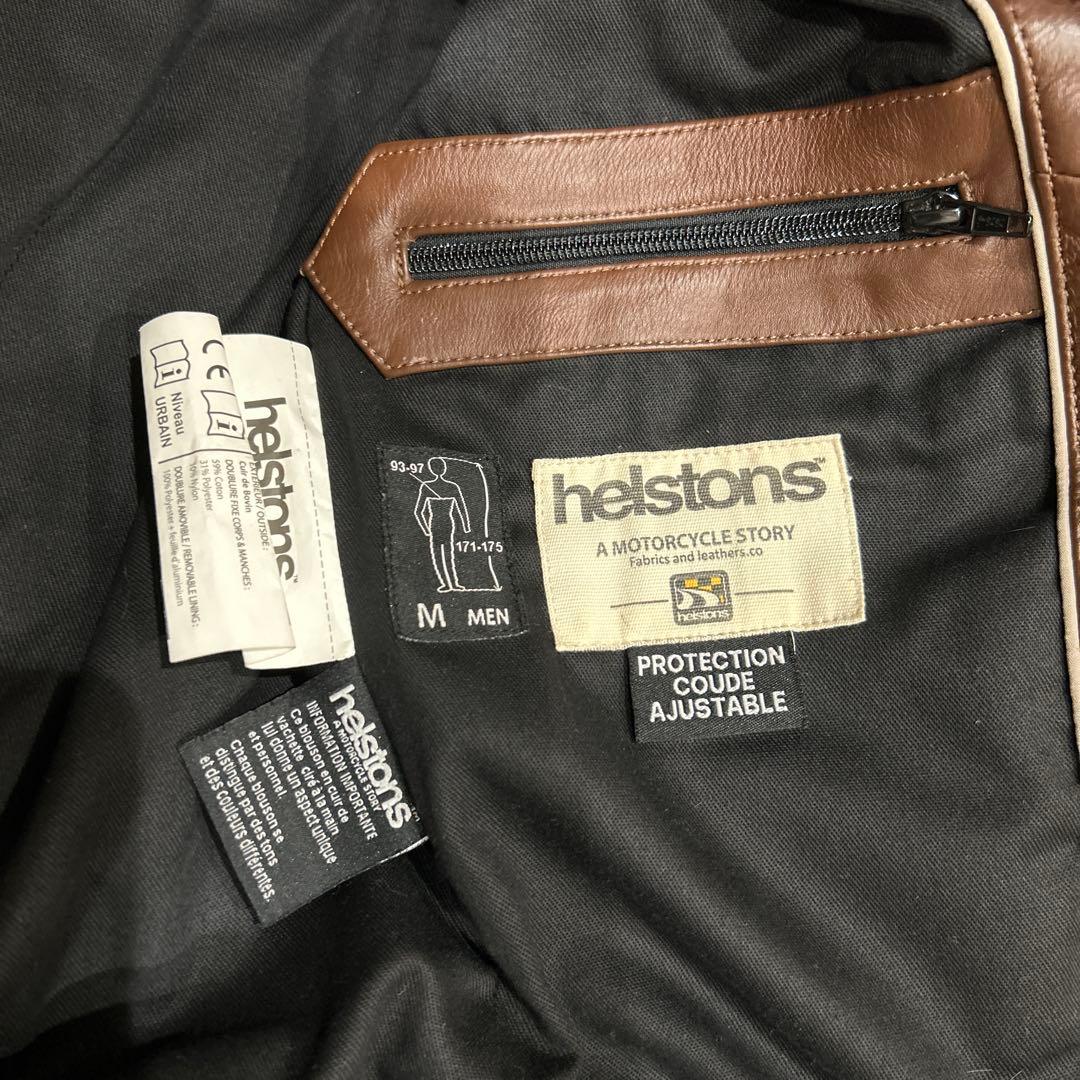 helstons™
A MOTORCYCLE STORY
Fabrics and leathers.co
helstons
PROTECTION
COUDE
AJUSTABLE
93-97
171-175
M MEN
helstons™
EXTÉRIEUR / OUTSIDE :
Cuir de Bovin
DOUBLURE FIXE CORPS & MANCHES :
59% Coton
31% Polyester
10% Nylon
DOUBLURE AMOVIBLE / REMOVABLE LINING :
100% Polyester + feuille d'aluminium
CE
i
i
Niveau
URBAIN
helstons
A MOTORCYCLE STORY
INFORMATION IMPORTANTE
Ce blouson en cuir de
vachette ciré à la main
lui donne un aspect unique
et personnel.
Chaque blouson se
distingue par des tons
et des couleurs différentes.